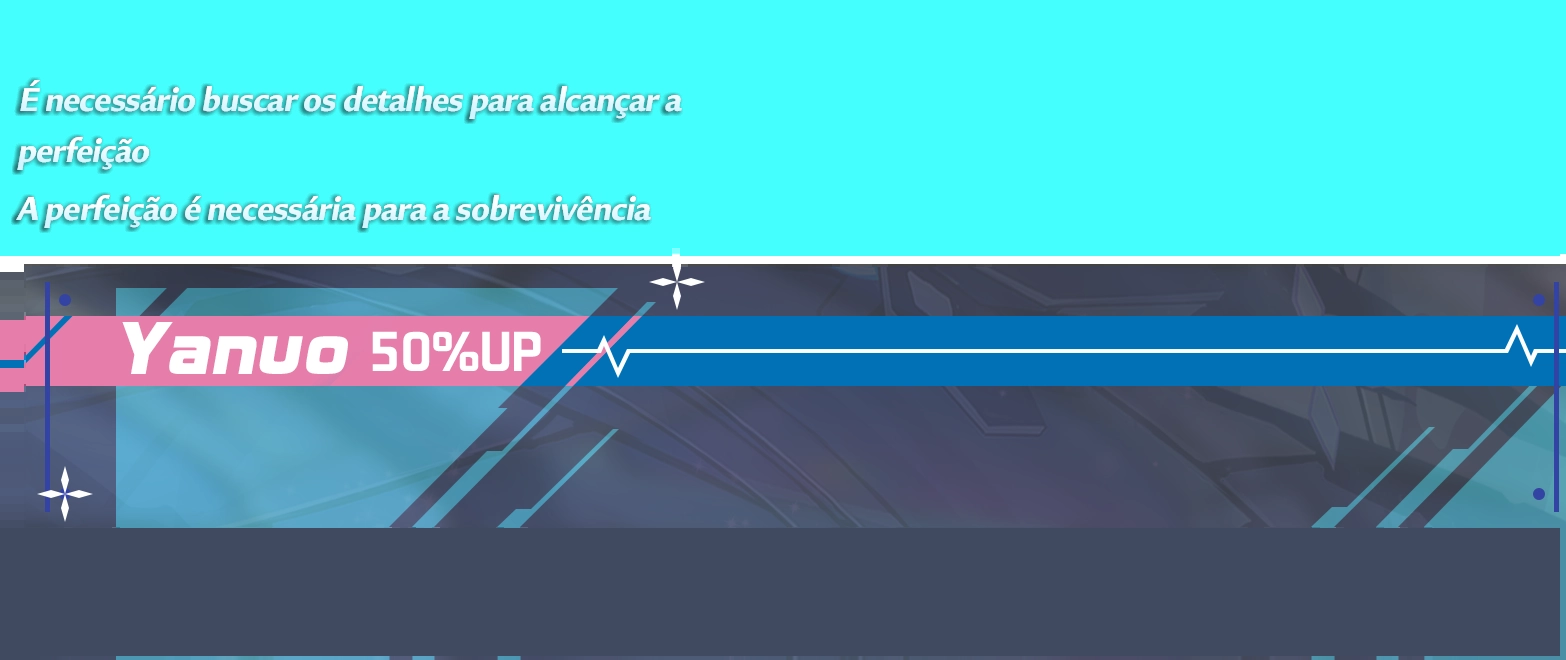 É necessário buscar os detalhes para alcançar a
perfeição
A perfeição é necessária para a sobrevivência
Yanuo 50%UP